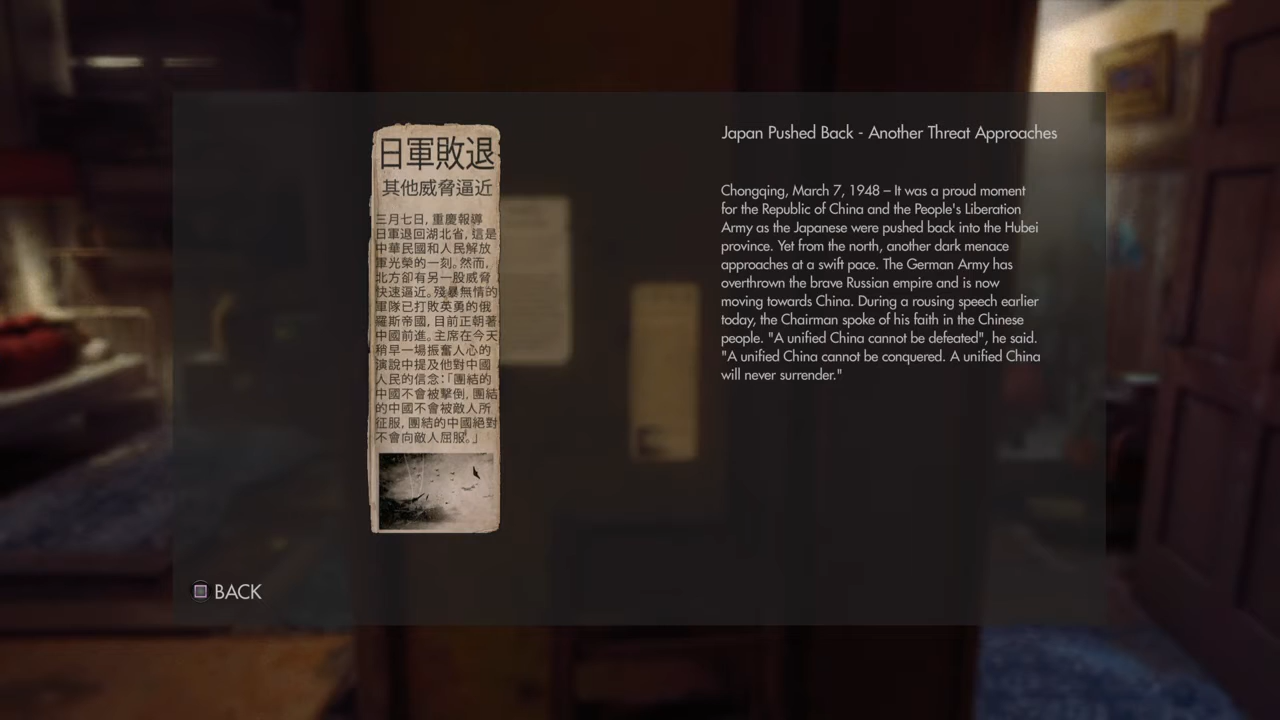 日軍敗退
其他威脅逼近
三月七日, 重慶報導
日軍退回湖北省, 這是
中華民國和人民解放
軍光榮的一刻。然而,
北方卻有另一股威脅
快速逼近。殘暴無情的
軍隊已打敗英勇的俄
羅斯帝國, 目前正朝著
中國前進。主席在今天
稍早一場振奮人心的
演說中提及他對中國
人民的信念:「團結的
中國不會被擊倒, 團結
的中國不會被敵人所
征服, 團結的中國絕對
不會向敵人屈服。」
Japan Pushed Back - Another Threat Approaches
Chongqing, March 7, 1948 – It was a proud moment
for the Republic of China and the People's Liberation
Army as the Japanese were pushed back into the Hubei
province. Yet from the north, another dark menace
approaches at a swift pace. The German Army has
overthrown the brave Russian empire and is now
moving towards China. During a rousing speech earlier
today, the Chairman spoke of his faith in the Chinese
people. "A unified China cannot be defeated", he said.
"A unified China cannot be conquered. A unified China
will never surrender."
BACK